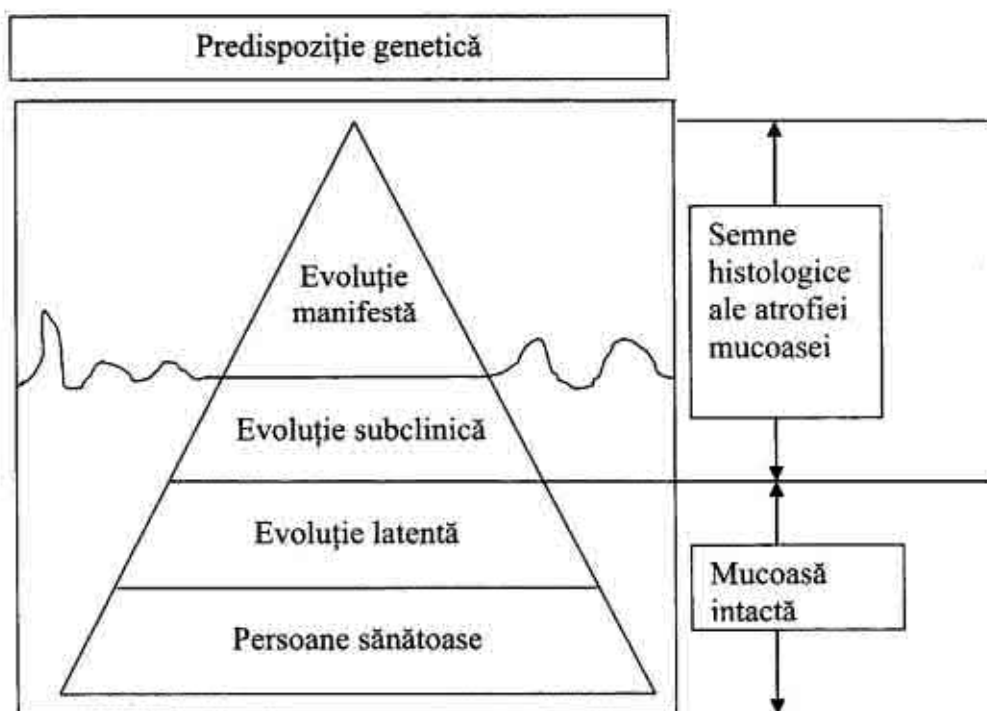 Predispoziție genetică
Evoluție
manifestă
Evoluție subclinică
Evoluție latentă
Persoane sănătoase
Semne
histologice
ale atrofiei
mucoasei
Mucoasă
intactă